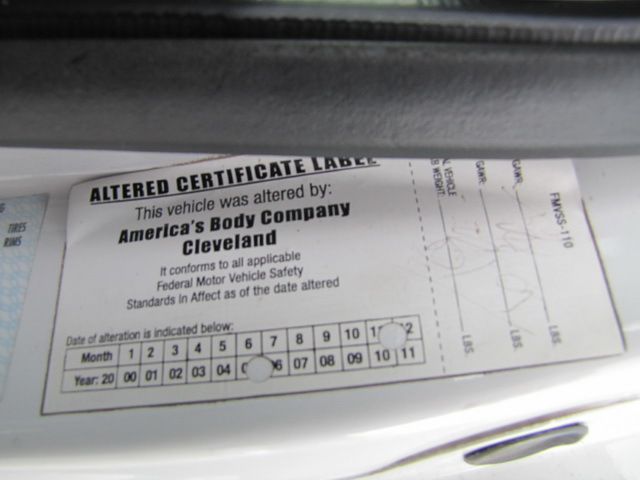 ALTERED CERTIFICATE LABEL
This vehicle was altered by:
America's Body Company
Cleveland
It conforms to all applicable
Federal Motor Vehicle Safety
Standards in Affect as of the date altered
Date of alteration is indicated below:
Month 1 2 3 4 5 6 7 8 9 10
Year: 20 00 01 02 03 04 07 08 09 10 11
VEHICLE
WEIGHT: LBS.
GAWR: LBS.
GAWR: LBS.
FMVSS-110
TIRES
RIMS